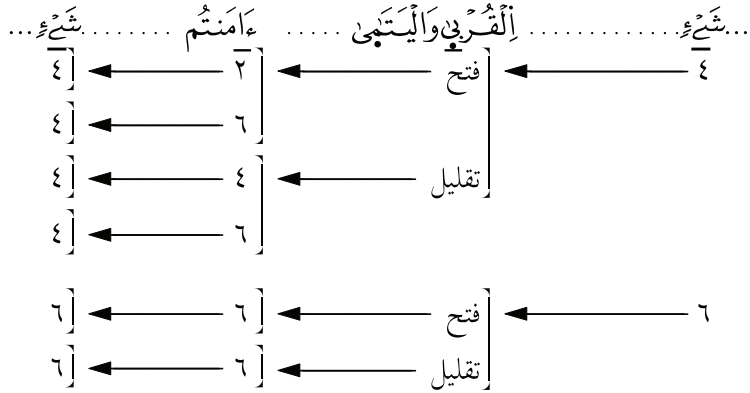 ...شَےْءٖ............اِ۬لْقُرْب۪ىٰ وَالْيَتَٰم۪ىٰ......ءَامَنتُم.........شَےْءٖ...
٤ فتح ٢ ٤
٦ ٤
تقليل ٤ ٤
٦ ٤
٦ فتح ٦ ٦
تقليل ٦ ٦